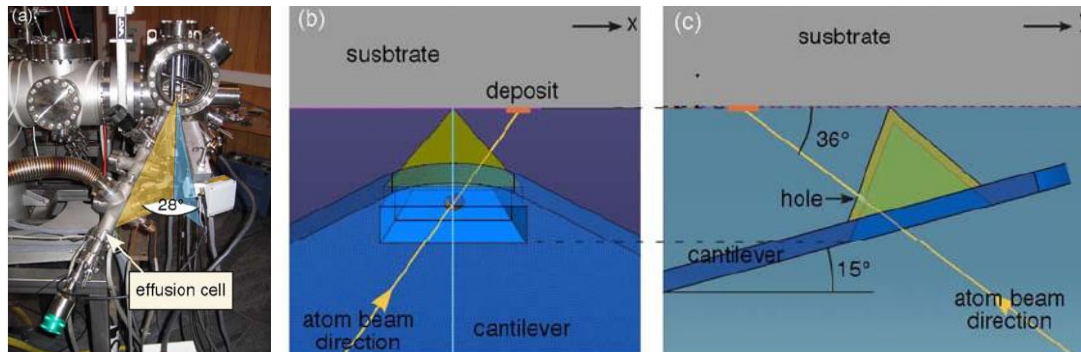 (a)
28°
effusion cell
(b)
X
susbtrate
deposit
atom beam
direction
cantilever
(c)
susbtrate
36°
hole
cantilever
15°
atom beam
direction